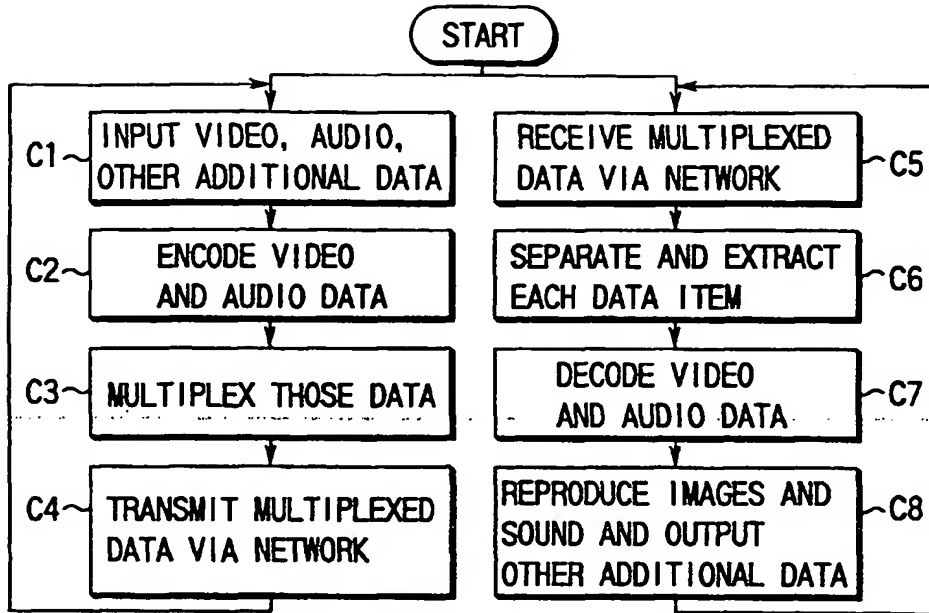 START
C1
INPUT VIDEO, AUDIO,
OTHER ADDITIONAL DATA
C2
ENCODE VIDEO
AND AUDIO DATA
C3
MULTIPLEX THOSE DATA
C4
TRANSMIT MULTIPLEXED
DATA VIA NETWORK
RECEIVE MULTIPLEXED
DATA VIA NETWORK
C5
SEPARATE AND EXTRACT
EACH DATA ITEM
C6
DECODE VIDEO
AND AUDIO DATA
C7
REPRODUCE IMAGES AND
SOUND AND OUTPUT
OTHER ADDITIONAL DATA
C8